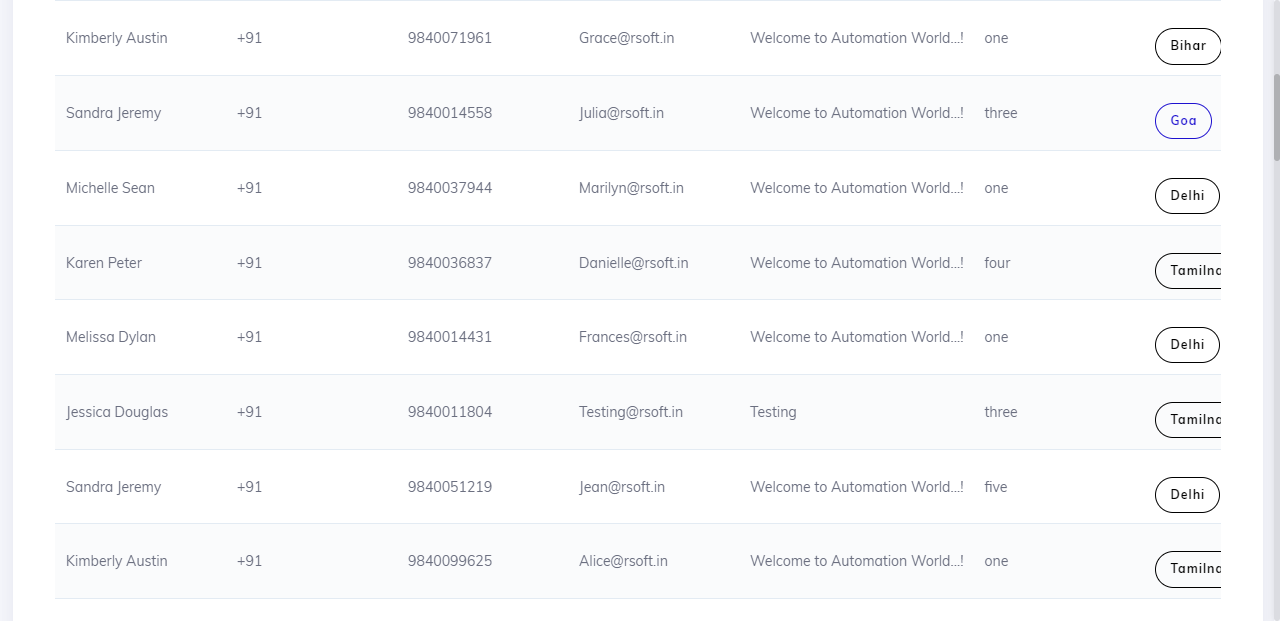 Kimberly Austin +91 9840071961 Grace@rsoft.in Welcome to Automation World...! one Bihar
Sandra Jeremy +91 9840014558 Julia@rsoft.in Welcome to Automation World...! three Goa
Michelle Sean +91 9840037944 Marilyn@rsoft.in Welcome to Automation World...! one Delhi
Karen Peter +91 9840036837 Danielle@rsoft.in Welcome to Automation World...! four Tamilna
Melissa Dylan +91 9840014431 Frances@rsoft.in Welcome to Automation World...! one Delhi
Jessica Douglas +91 9840011804 Testing@rsoft.in Testing three Tamilna
Sandra Jeremy +91 9840051219 Jean@rsoft.in Welcome to Automation World...! five Delhi
Kimberly Austin +91 9840099625 Alice@rsoft.in Welcome to Automation World...! one Tamilna